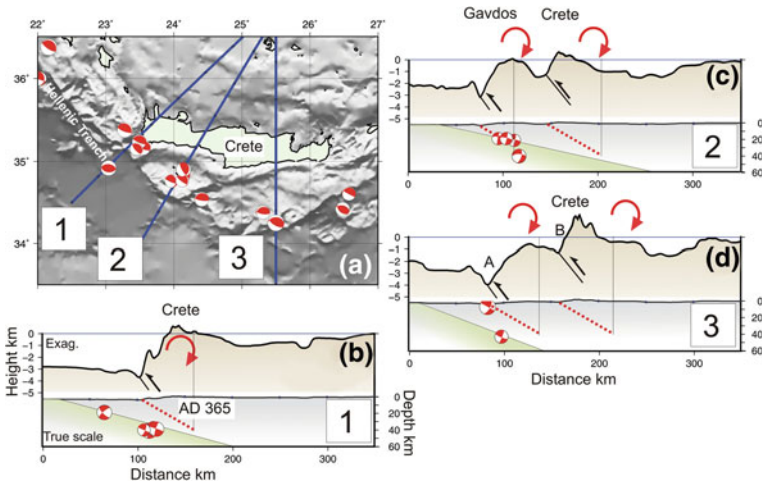 22° 23° 24° 25° 26° 27°
36°
35°
34°
Hellenic Trench
Crete
1
2
3
(a)
Crete
Height km
0
-1
-2
-3
-4
-5
Exag.
(b)
AD 365
True scale
1
0
20
40
60
Depth km
0 100 200 300
Distance km
Gavdos Crete
0
-1
-2
-3
-4
-5
(c)
2
0
20
40
60
0 100 200 300
Crete
0
-1
-2
-3
-4
-5
A
B
(d)
3
0
20
40
60
0 100 200 300
Distance km